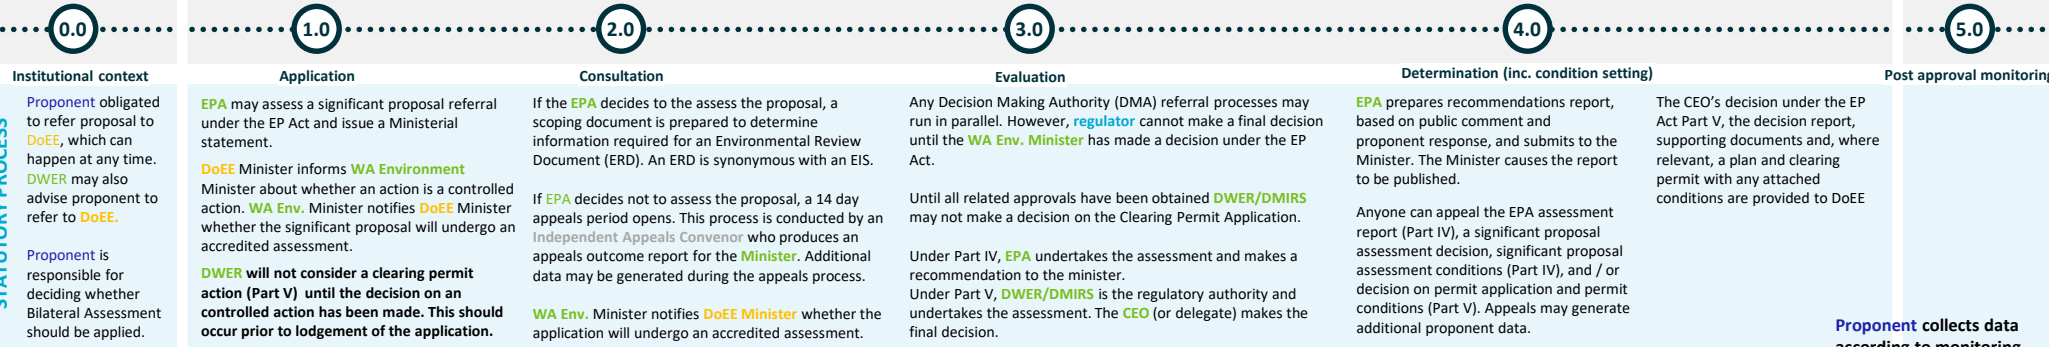 0.0
1.0
2.0
3.0
4.0
5.0
Institutional context
Application
Consultation
Evaluation
Determination (inc. condition setting)
Post approval monitoring
STATUTORY PROCESS
Proponent obligated
to refer proposal to
DoEE, which can
happen at any time.
DWER may also
advise proponent to
refer to DoEE.
Proponent is
responsible for
deciding whether
Bilateral Assessment
should be applied.
EPA may assess a significant proposal referral
under the EP Act and issue a Ministerial
statement.
DoEE Minister informs WA Environment
Minister about whether an action is a controlled
action. WA Env. Minister notifies DoEE Minister
whether the significant proposal will undergo an
accredited assessment.
DWER will not consider a clearing permit
action (Part V) until the decision on an
controlled action has been made. This should
occur prior to lodgement of the application.
If the EPA decides to the assess the proposal, a
scoping document is prepared to determine
information required for an Environmental Review
Document (ERD). An ERD is synonymous with an EIS.
If EPA decides not to assess the proposal, a 14 day
appeals period opens. This process is conducted by an
Independent Appeals Convenor who produces an
appeals outcome report for the Minister. Additional
data may be generated during the appeals process.
WA Env. Minister notifies DoEE Minister whether the
application will undergo an accredited assessment.
Any Decision Making Authority (DMA) referral processes may
run in parallel. However, regulator cannot make a final decision
until the WA Env. Minister has made a decision under the EP
Act.
Until all related approvals have been obtained DWER/DMIRS
may not make a decision on the Clearing Permit Application.
Under Part IV, EPA undertakes the assessment and makes a
recommendation to the minister.
Under Part V, DWER/DMIRS is the regulatory authority and
undertakes the assessment. The CEO (or delegate) makes the
final decision.
EPA prepares recommendations report,
based on public comment and
proponent response, and submits to the
Minister. The Minister causes the report
to be published.
Anyone can appeal the EPA assessment
report (Part IV), a significant proposal
assessment decision, significant proposal
assessment conditions (Part IV), and / or
decision on permit application and permit
conditions (Part V). Appeals may generate
additional proponent data.
The CEO's decision under the EP
Act Part V, the decision report,
supporting documents and, where
relevant, a plan and clearing
permit with any attached
conditions are provided to DoEE
Proponent collects data
according to monitoring